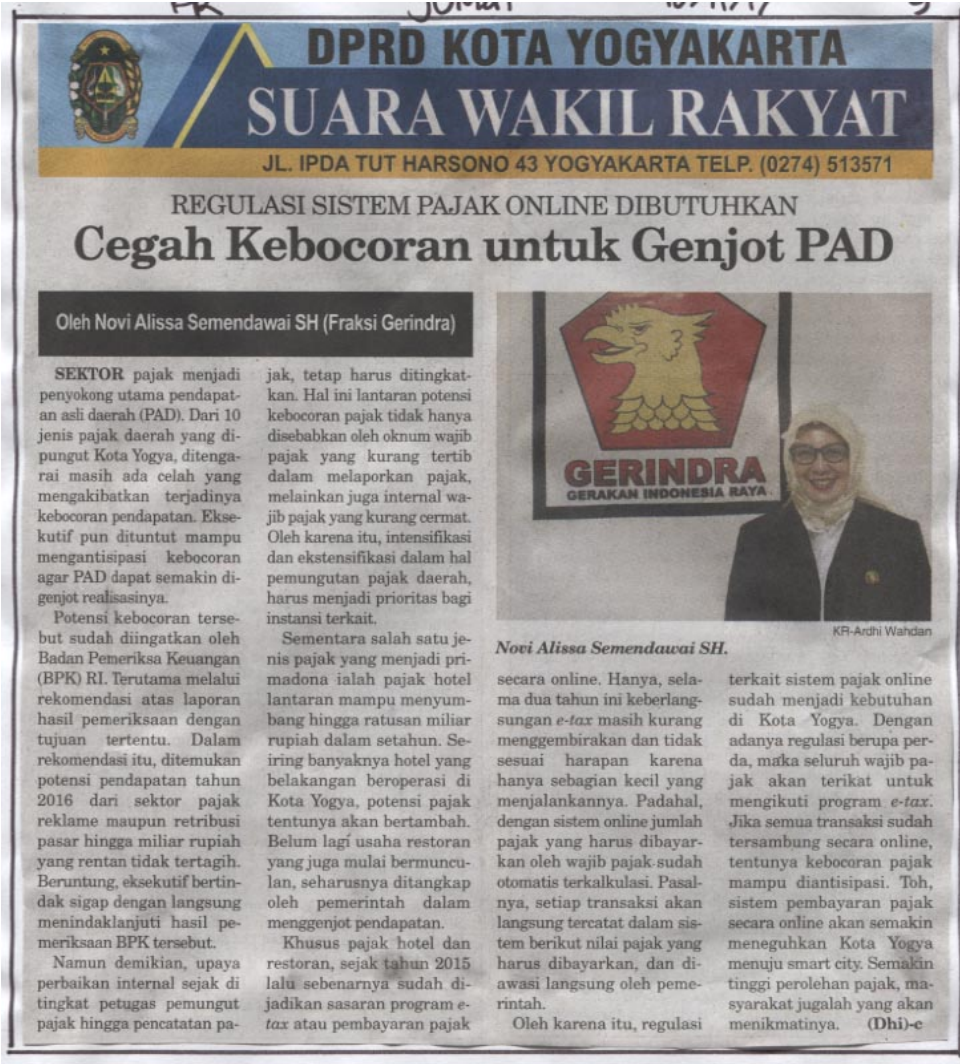 JUMAT
DPRD KOTA YOGYAKARTA
SUARA WAKIL RAKYAT
JL. IPDA TUT HARSONO 43 YOGYAKARTA TELP. (0274) 513571
REGULASI SISTEM PAJAK ONLINE DIBUTUHKAN
Cegah Kebocoran untuk Genjot PAD
Oleh Novi Alissa Semendawai SH (Fraksi Gerindra)
SEKTOR pajak menjadi
penyokong utama pendapat-
an asli daerah (PAD). Dari 10
jenis pajak daerah yang di-
pungut Kota Yogya, ditenga-
rai masih ada celah yang
mengakibatkan terjadinya
kebocoran pendapatan. Ekse-
kutif pun dituntut mampu
mengantisipasi kebocoran
agar PAD dapat semakin di-
genjot realisasinya.
Potensi kebocoran terse-
but sudah diingatkan oleh
Badan Pemeriksa Keuangan
(BPK) RI. Terutama melalui
rekomendasi atas laporan
hasil pemeriksaan dengan
tujuan tertentu. Dalam
rekomendasi itu, ditemukan
potensi pendapatan tahun
2016 dari sektor pajak
reklame maupun retribusi
pasar hingga miliar rupiah
yang rentan tidak tertagih.
Beruntung, eksekutif bertin-
dak sigap dengan langsung
menindaklanjuti hasil pe-
meriksaan BPK tersebut.
Namun demikian, upaya
perbaikan internal sejak di
tingkat petugas pemungut
pajak hingga pencatatan pa-
jak, tetap harus ditingkat-
kan. Hal ini lantaran potensi
kebocoran pajak tidak hanya
disebabkan oleh oknum wajib
pajak yang kurang tertib
dalam melaporkan pajak,
melainkan juga internal wa-
jib pajak yang kurang cermat.
Oleh karena itu, intensifikasi
dan ekstensifikasi dalam hal
pemungutan pajak daerah,
harus menjadi prioritas bagi
instansi terkait.
Sementara salah satu je-
nis pajak yang menjadi pri-
madona ialah pajak hotel
lantaran mampu menyum-
bang hingga ratusan miliar
rupiah dalam setahun. Se-
iring banyaknya hotel yang
belakangan beroperasi di
Kota Yogya, potensi pajak
tentunya akan bertambah.
Belum lagi usaha restoran
yang juga mulai bermuncu-
lan, seharusnya ditangkap
oleh pemerintah dalam
menggenjot pendapatan.
Khusus pajak hotel dan
restoran, sejak tahun 2015
lalu sebenarnya sudah di-
jadikan sasaran program e-
tax atau pembayaran pajak
GERINDRA
GERAKAN INDONESIA RAYA
KR-Ardhi Wahdan
Novi Alissa Semendawai SH.
secara online. Hanya, sela-
ma dua tahun ini keberlang-
sungan e-tax masih kurang
menggembirakan dan tidak
sesuai harapan karena
hanya sebagian kecil yang
menjalankannya. Padahal,
dengan sistem online jumlah
pajak yang harus dibayar-
kan oleh wajib pajak sudah
otomatis terkalkulasi. Pasal-
nya, setiap transaksi akan
langsung tercatat dalam sis-
tem berikut nilai pajak yang
harus dibayarkan, dan di-
awasi langsung oleh peme-
rintah.
Oleh karena itu, regulasi
terkait sistem pajak online
sudah menjadi kebutuhan
di Kota Yogya. Dengan
adanya regulasi berupa per-
da, maka seluruh wajib pa-
jak akan terikat untuk
mengikuti program e-tax.
Jika semua transaksi sudah
tersambung secara online,
tentunya kebocoran pajak
mampu diantisipasi. Toh,
sistem pembayaran pajak
secara online akan semakin
meneguhkan Kota Yogya
menuju smart city. Semakin
tinggi perolehan pajak, ma-
syarakat jugalah yang akan
menikmatinya. (Dhi)-c